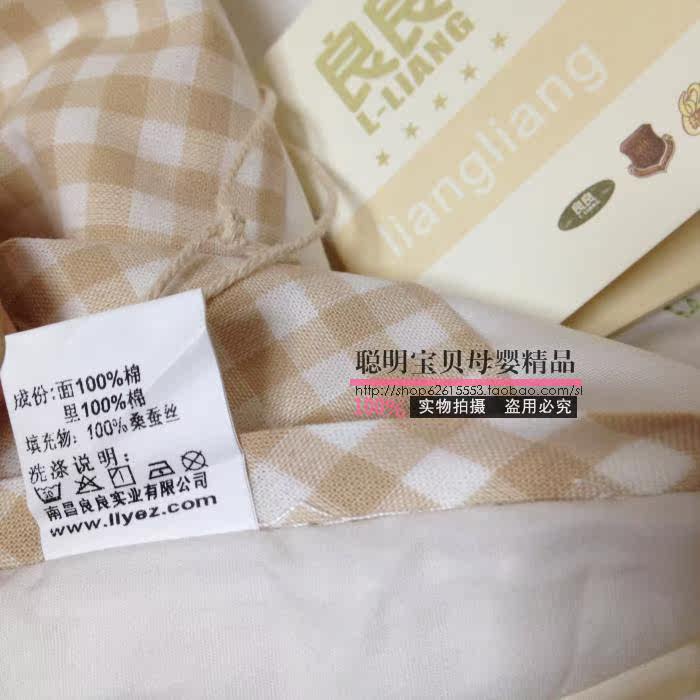 良良
L-LIANG
liangliang
良良
L-LIANG
成份:面100%棉
里100%棉
填充物:100%桑蚕丝
洗涤说明:
南昌良良实业有限公司
www.llyez.com
聪明宝贝母婴精品
http://shop62615553.taobao.com/sl
100% 实物拍摄 盗用必究